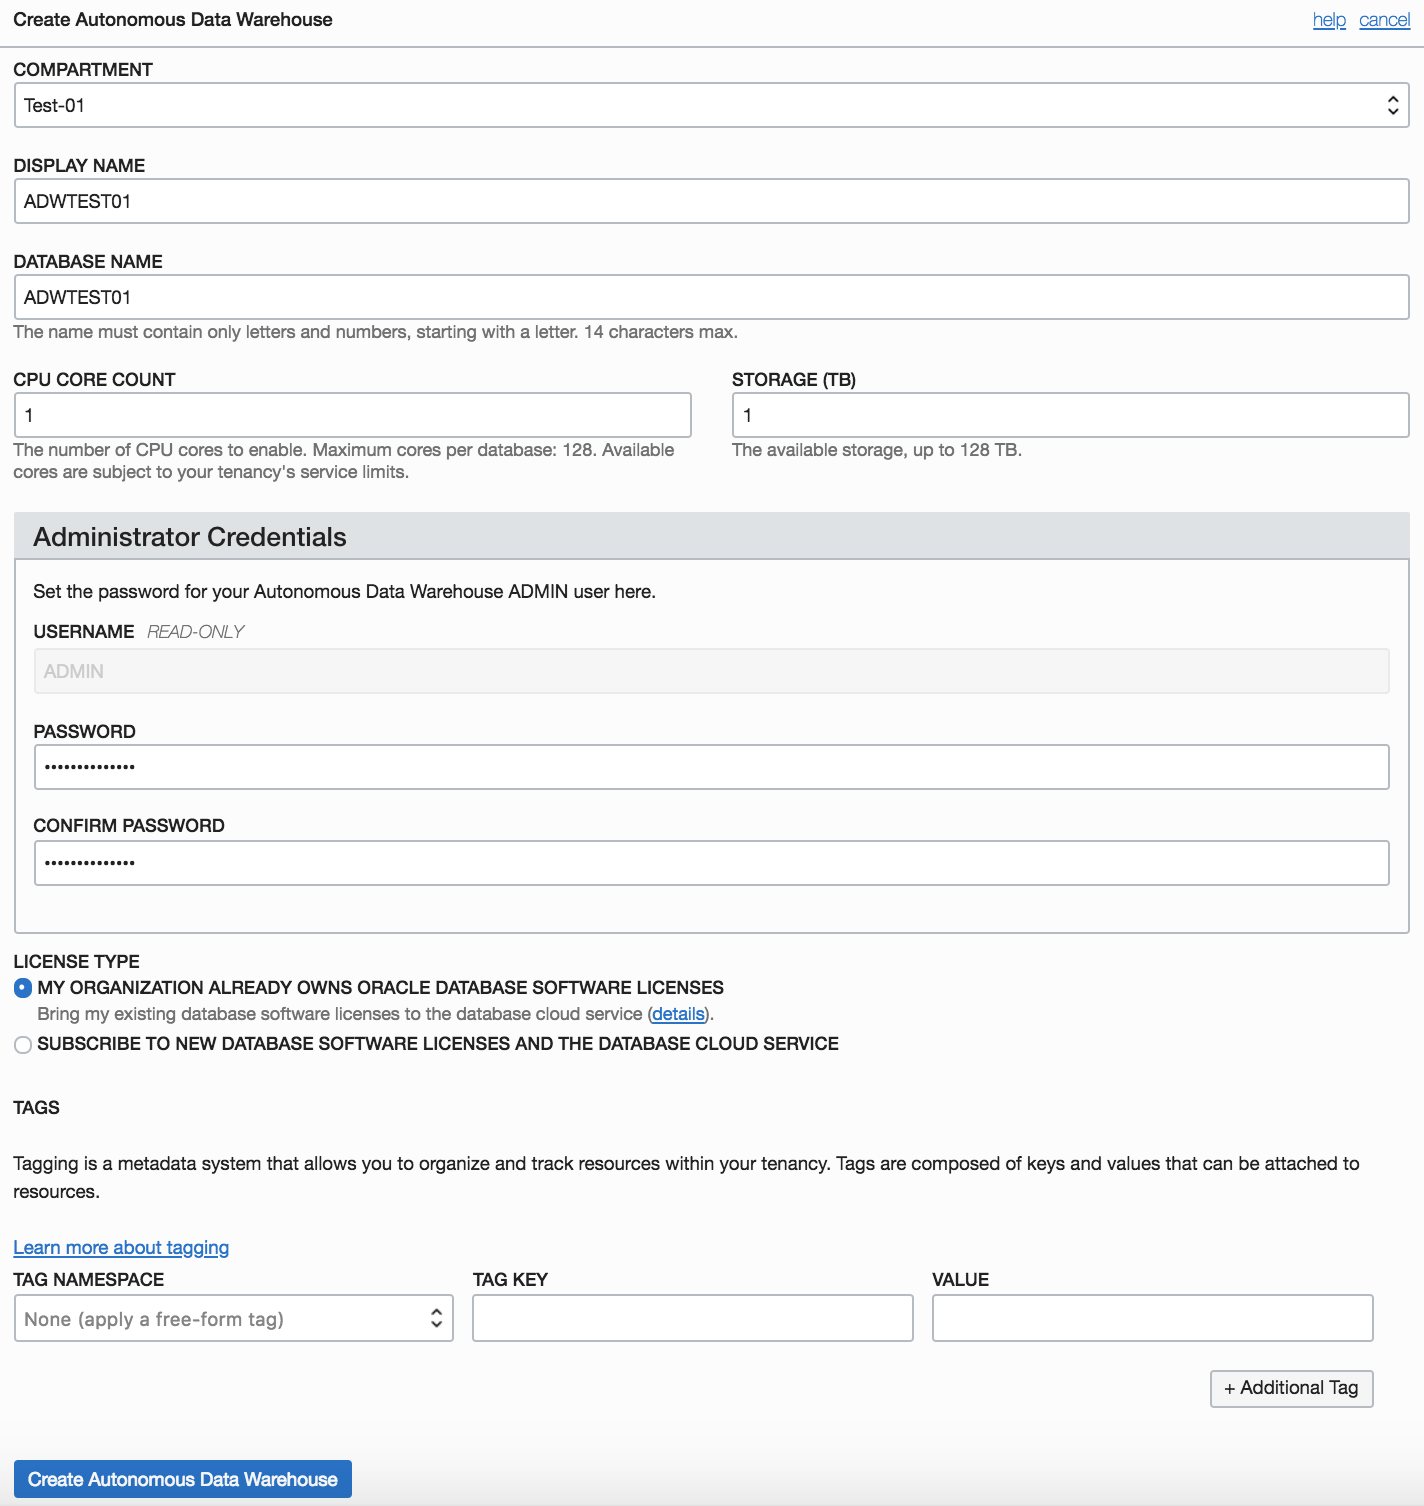 Create Autonomous Data Warehouse
help cancel
COMPARTMENT
Test-01
DISPLAY NAME
ADWTEST01
DATABASE NAME
ADWTEST01
The name must contain only letters and numbers, starting with a letter. 14 characters max.
CPU CORE COUNT
1
The number of CPU cores to enable. Maximum cores per database: 128. Available
cores are subject to your tenancy's service limits.
STORAGE (TB)
1
The available storage, up to 128 TB.
Administrator Credentials
Set the password for your Autonomous Data Warehouse ADMIN user here.
USERNAME READ-ONLY
ADMIN
PASSWORD
••••••••••••••
CONFIRM PASSWORD
••••••••••••••
LICENSE TYPE
MY ORGANIZATION ALREADY OWNS ORACLE DATABASE SOFTWARE LICENSES
Bring my existing database software licenses to the database cloud service (details).
SUBSCRIBE TO NEW DATABASE SOFTWARE LICENSES AND THE DATABASE CLOUD SERVICE
TAGS
Tagging is a metadata system that allows you to organize and track resources within your tenancy. Tags are composed of keys and values that can be attached to
resources.
Learn more about tagging
TAG NAMESPACE
None (apply a free-form tag)
TAG KEY
VALUE
+ Additional Tag
Create Autonomous Data Warehouse